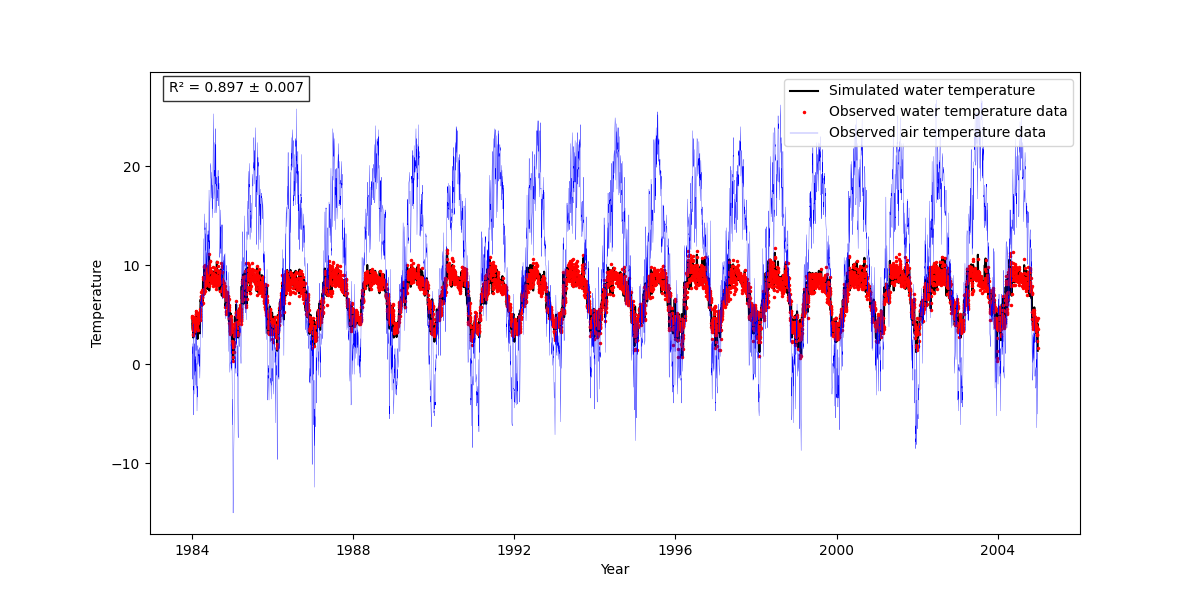 R² = 0.897 ± 0.007
Simulated water temperature
Observed water temperature data
Observed air temperature data
Temperature
20
10
0
−10
1984
1988
1992
1996
2000
2004
Year